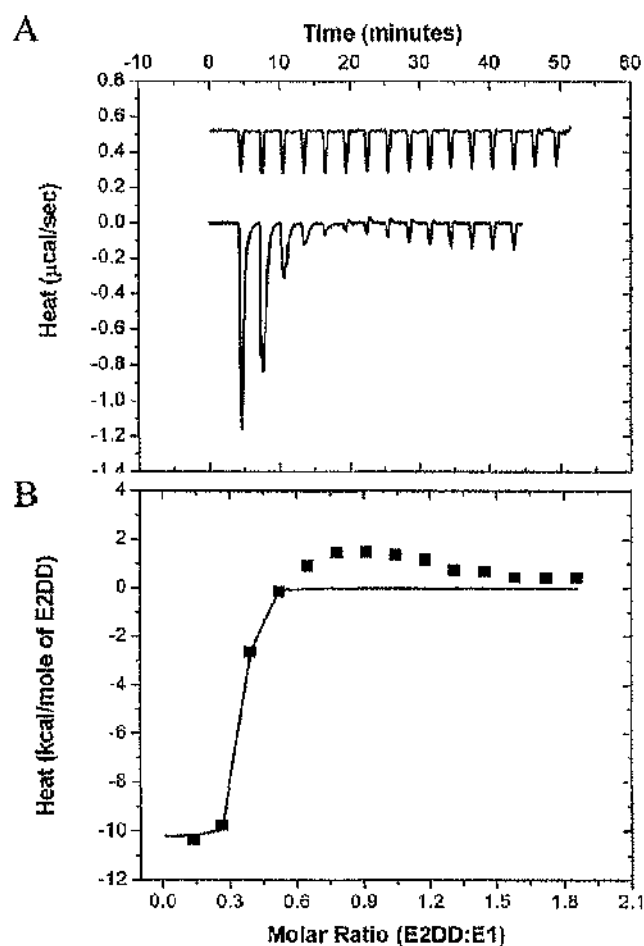 A
Time (minutes)
-10 0 10 20 30 40 50 60
0.8
0.6
0.4
0.2
0.0
-0.2
-0.4
-0.6
-0.8
-1.0
-1.2
-1.4
Heat (µcal/sec)
B
4
2
0
-2
-4
-6
-8
-10
-12
Heat (kcal/mole of E2DD)
0.0 0.3 0.6 0.9 1.2 1.5 1.8 2.1
Molar Ratio (E2DD:E1)